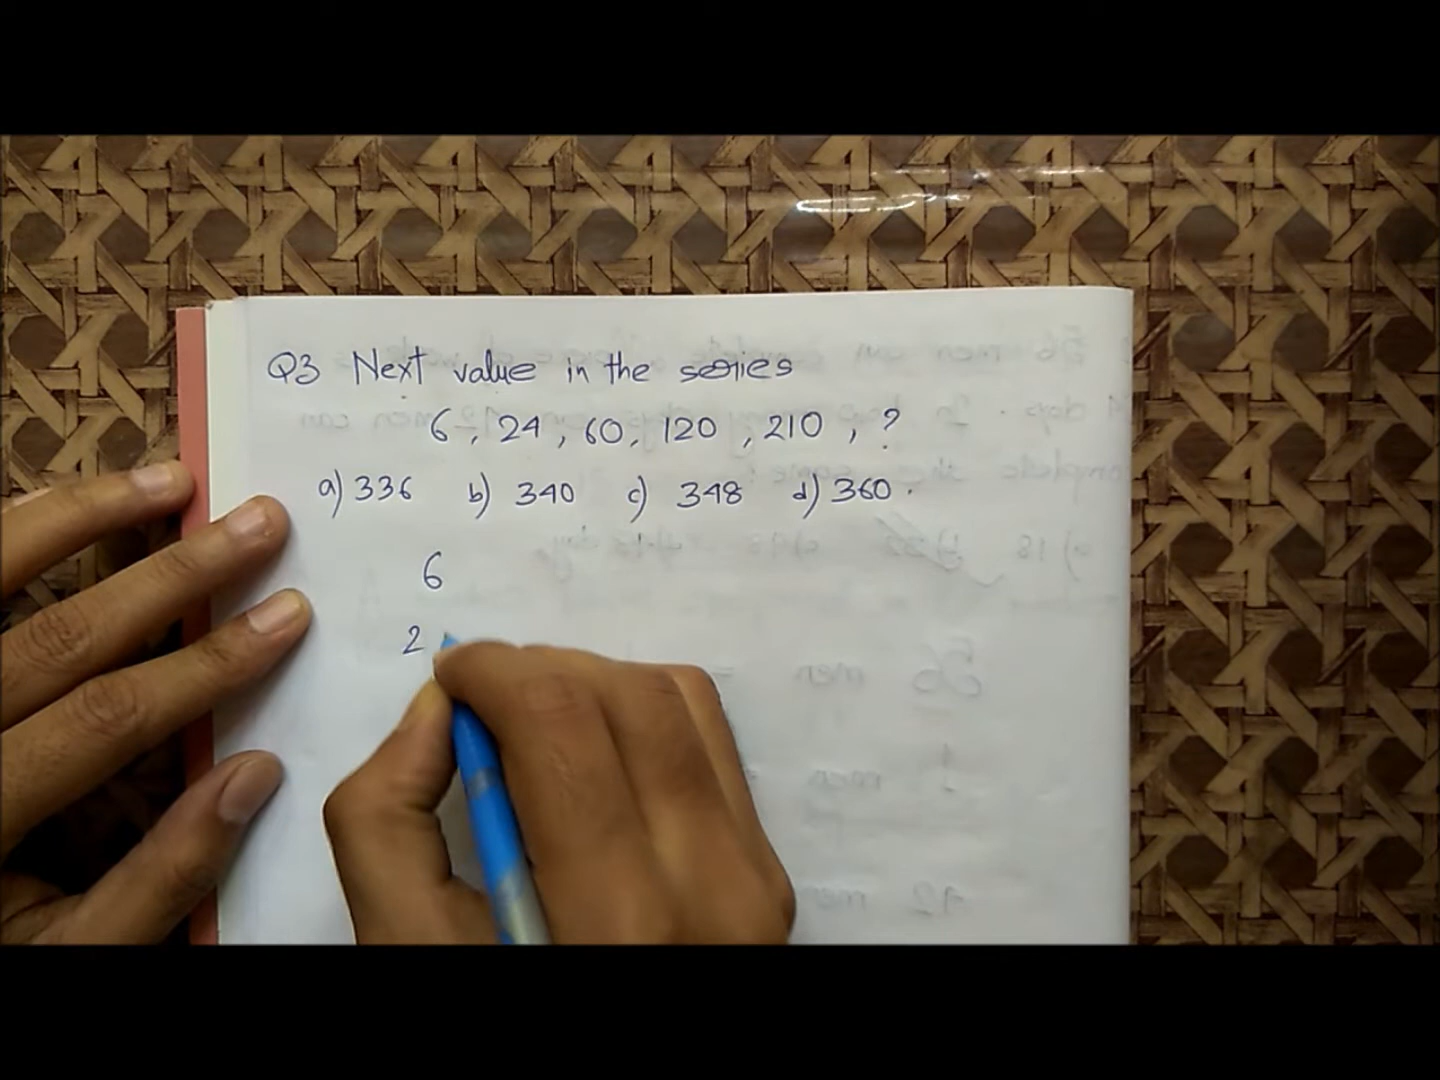 Q3 Next value in the series
6, 24, 60, 120, 210, ?
a) 336 b) 340 c) 348 d) 360.
6
2